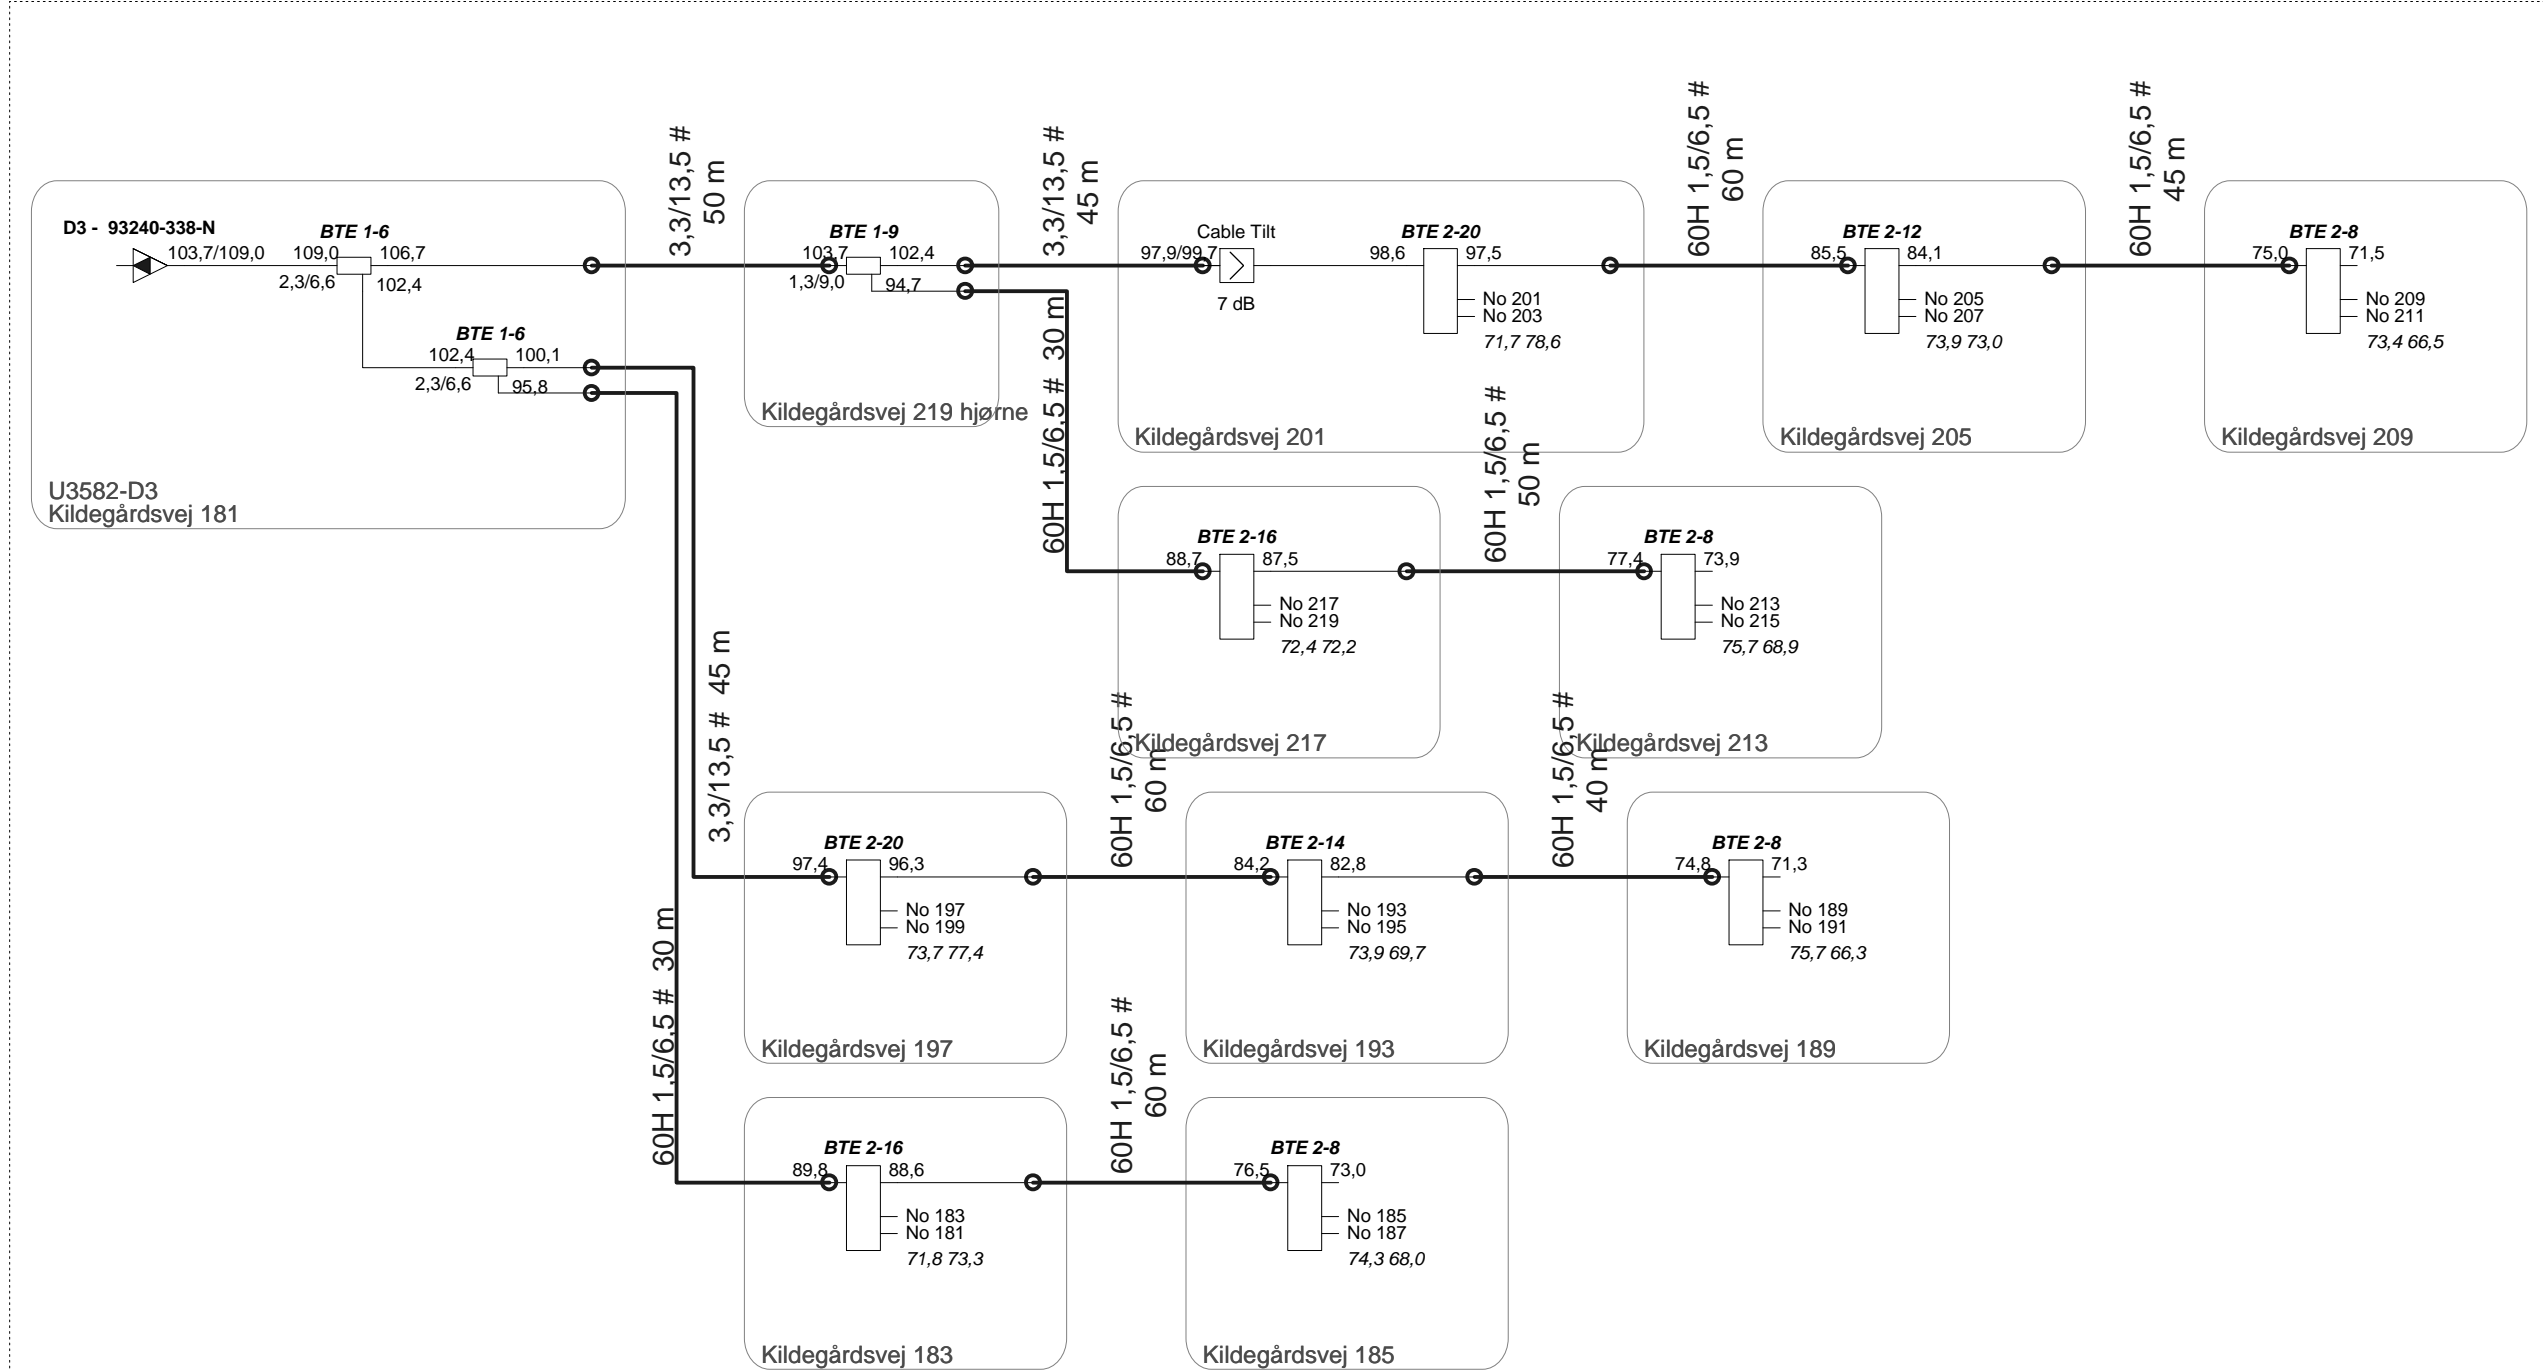 D3 - 93240-338-N
103,7/109,0
BTE 1-6
109,0
106,7
2,3/6,6
102,4
BTE 1-6
102,4
100,1
2,3/6,6
95,8
U3582-D3
Kildegårdsvej 181
3,3/13,5 #
50 m
BTE 1-9
103,7
102,4
1,3/9,0
94,7
Kildegårdsvej 219 hjørne
3,3/13,5 #
45 m
Cable Tilt
97,9/99,7
7 dB
BTE 2-20
98,6
97,5
No 201
No 203
71,7 78,6
Kildegårdsvej 201
60H 1,5/6,5 #
60 m
BTE 2-12
85,5
84,1
No 205
No 207
73,9 73,0
Kildegårdsvej 205
60H 1,5/6,5 #
45 m
BTE 2-8
75,0
71,5
No 209
No 211
73,4 66,5
Kildegårdsvej 209
60H 1,5/6,5 # 30 m
BTE 2-16
88,7
87,5
No 217
No 219
72,4 72,2
Kildegårdsvej 217
60H 1,5/6,5 #
50 m
BTE 2-8
77,4
73,9
No 213
No 215
75,7 68,9
Kildegårdsvej 213
3,3/13,5 # 45 m
BTE 2-20
97,4
96,3
No 197
No 199
73,7 77,4
Kildegårdsvej 197
60H 1,5/6,5 #
60 m
BTE 2-14
84,2
82,8
No 193
No 195
73,9 69,7
Kildegårdsvej 193
60H 1,5/6,5 #
40 m
BTE 2-8
74,8
71,3
No 189
No 191
75,7 66,3
Kildegårdsvej 189
60H 1,5/6,5 # 30 m
BTE 2-16
89,8
88,6
No 183
No 181
71,8 73,3
Kildegårdsvej 183
60H 1,5/6,5 #
60 m
BTE 2-8
76,5
73,0
No 185
No 187
74,3 68,0
Kildegårdsvej 185